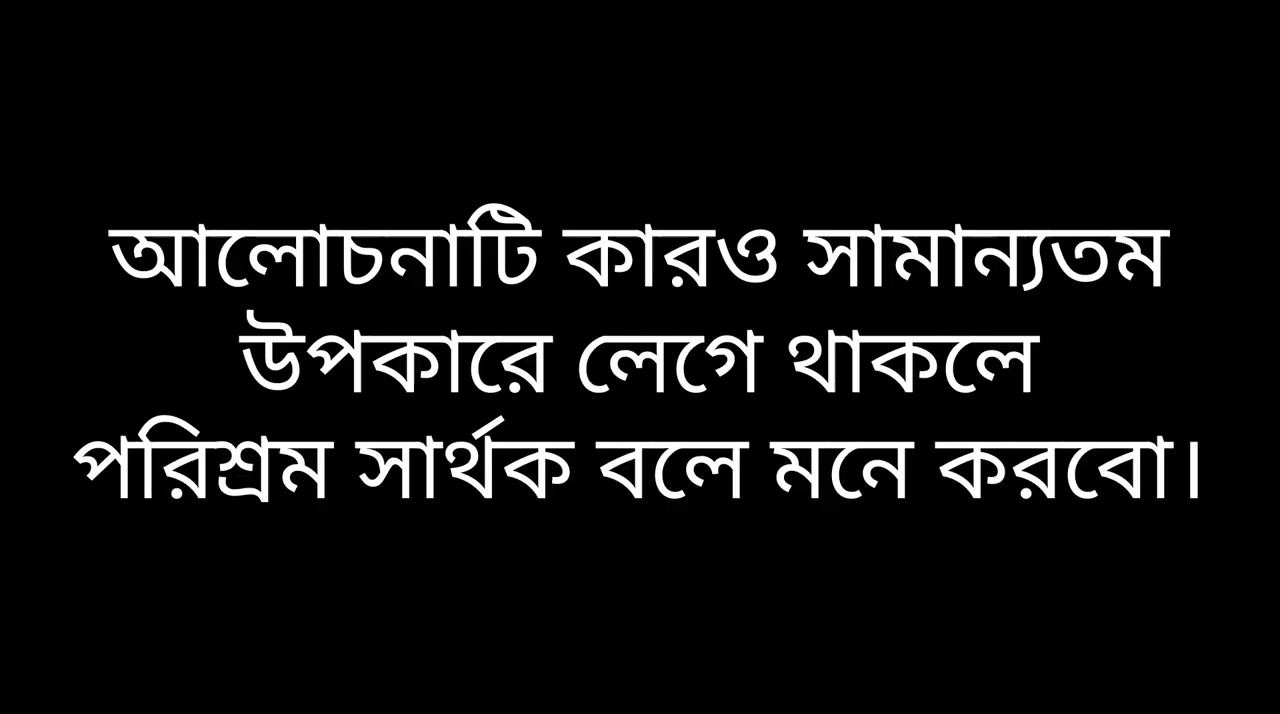 আলোচনাটি কারও সামান্যতম
উপকারে লেগে থাকলে
পরিশ্রম সার্থক বলে মনে করবো।